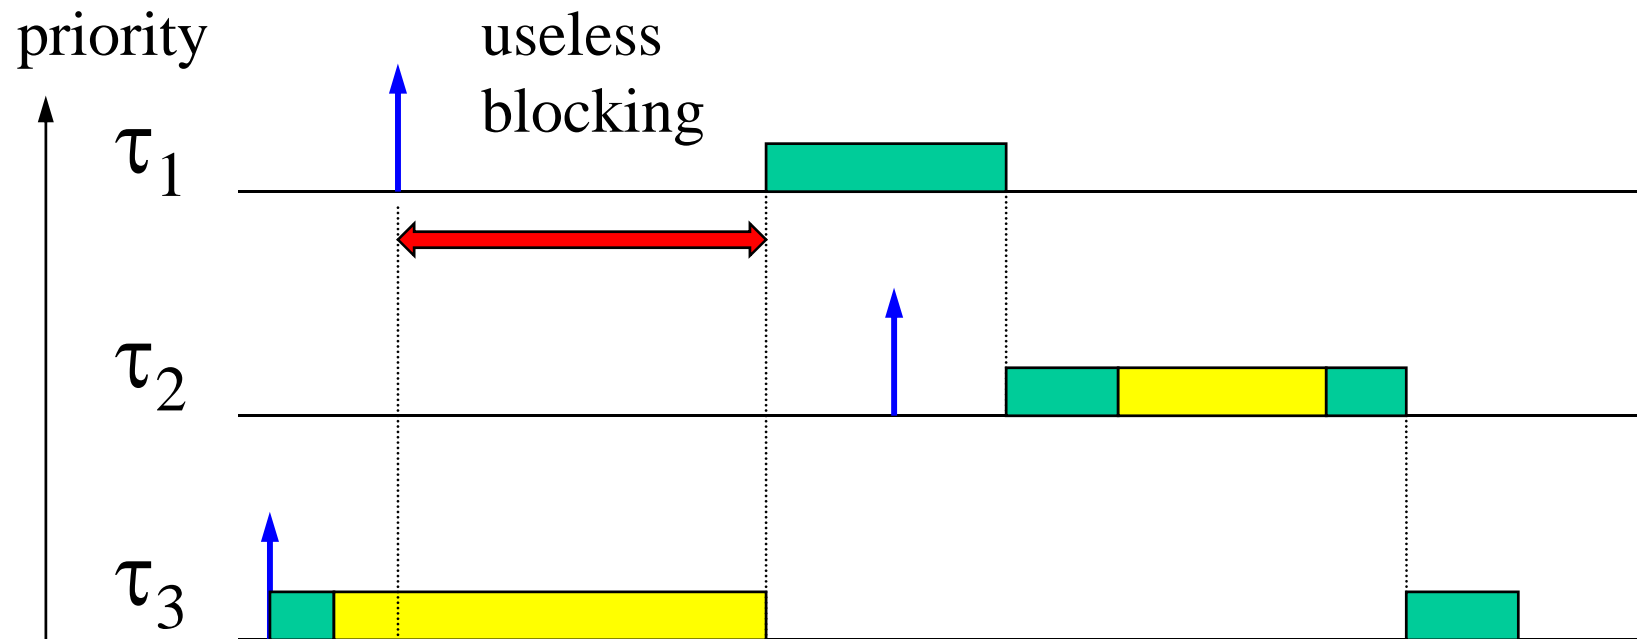 priority
useless
blocking
τ1
τ2
τ3